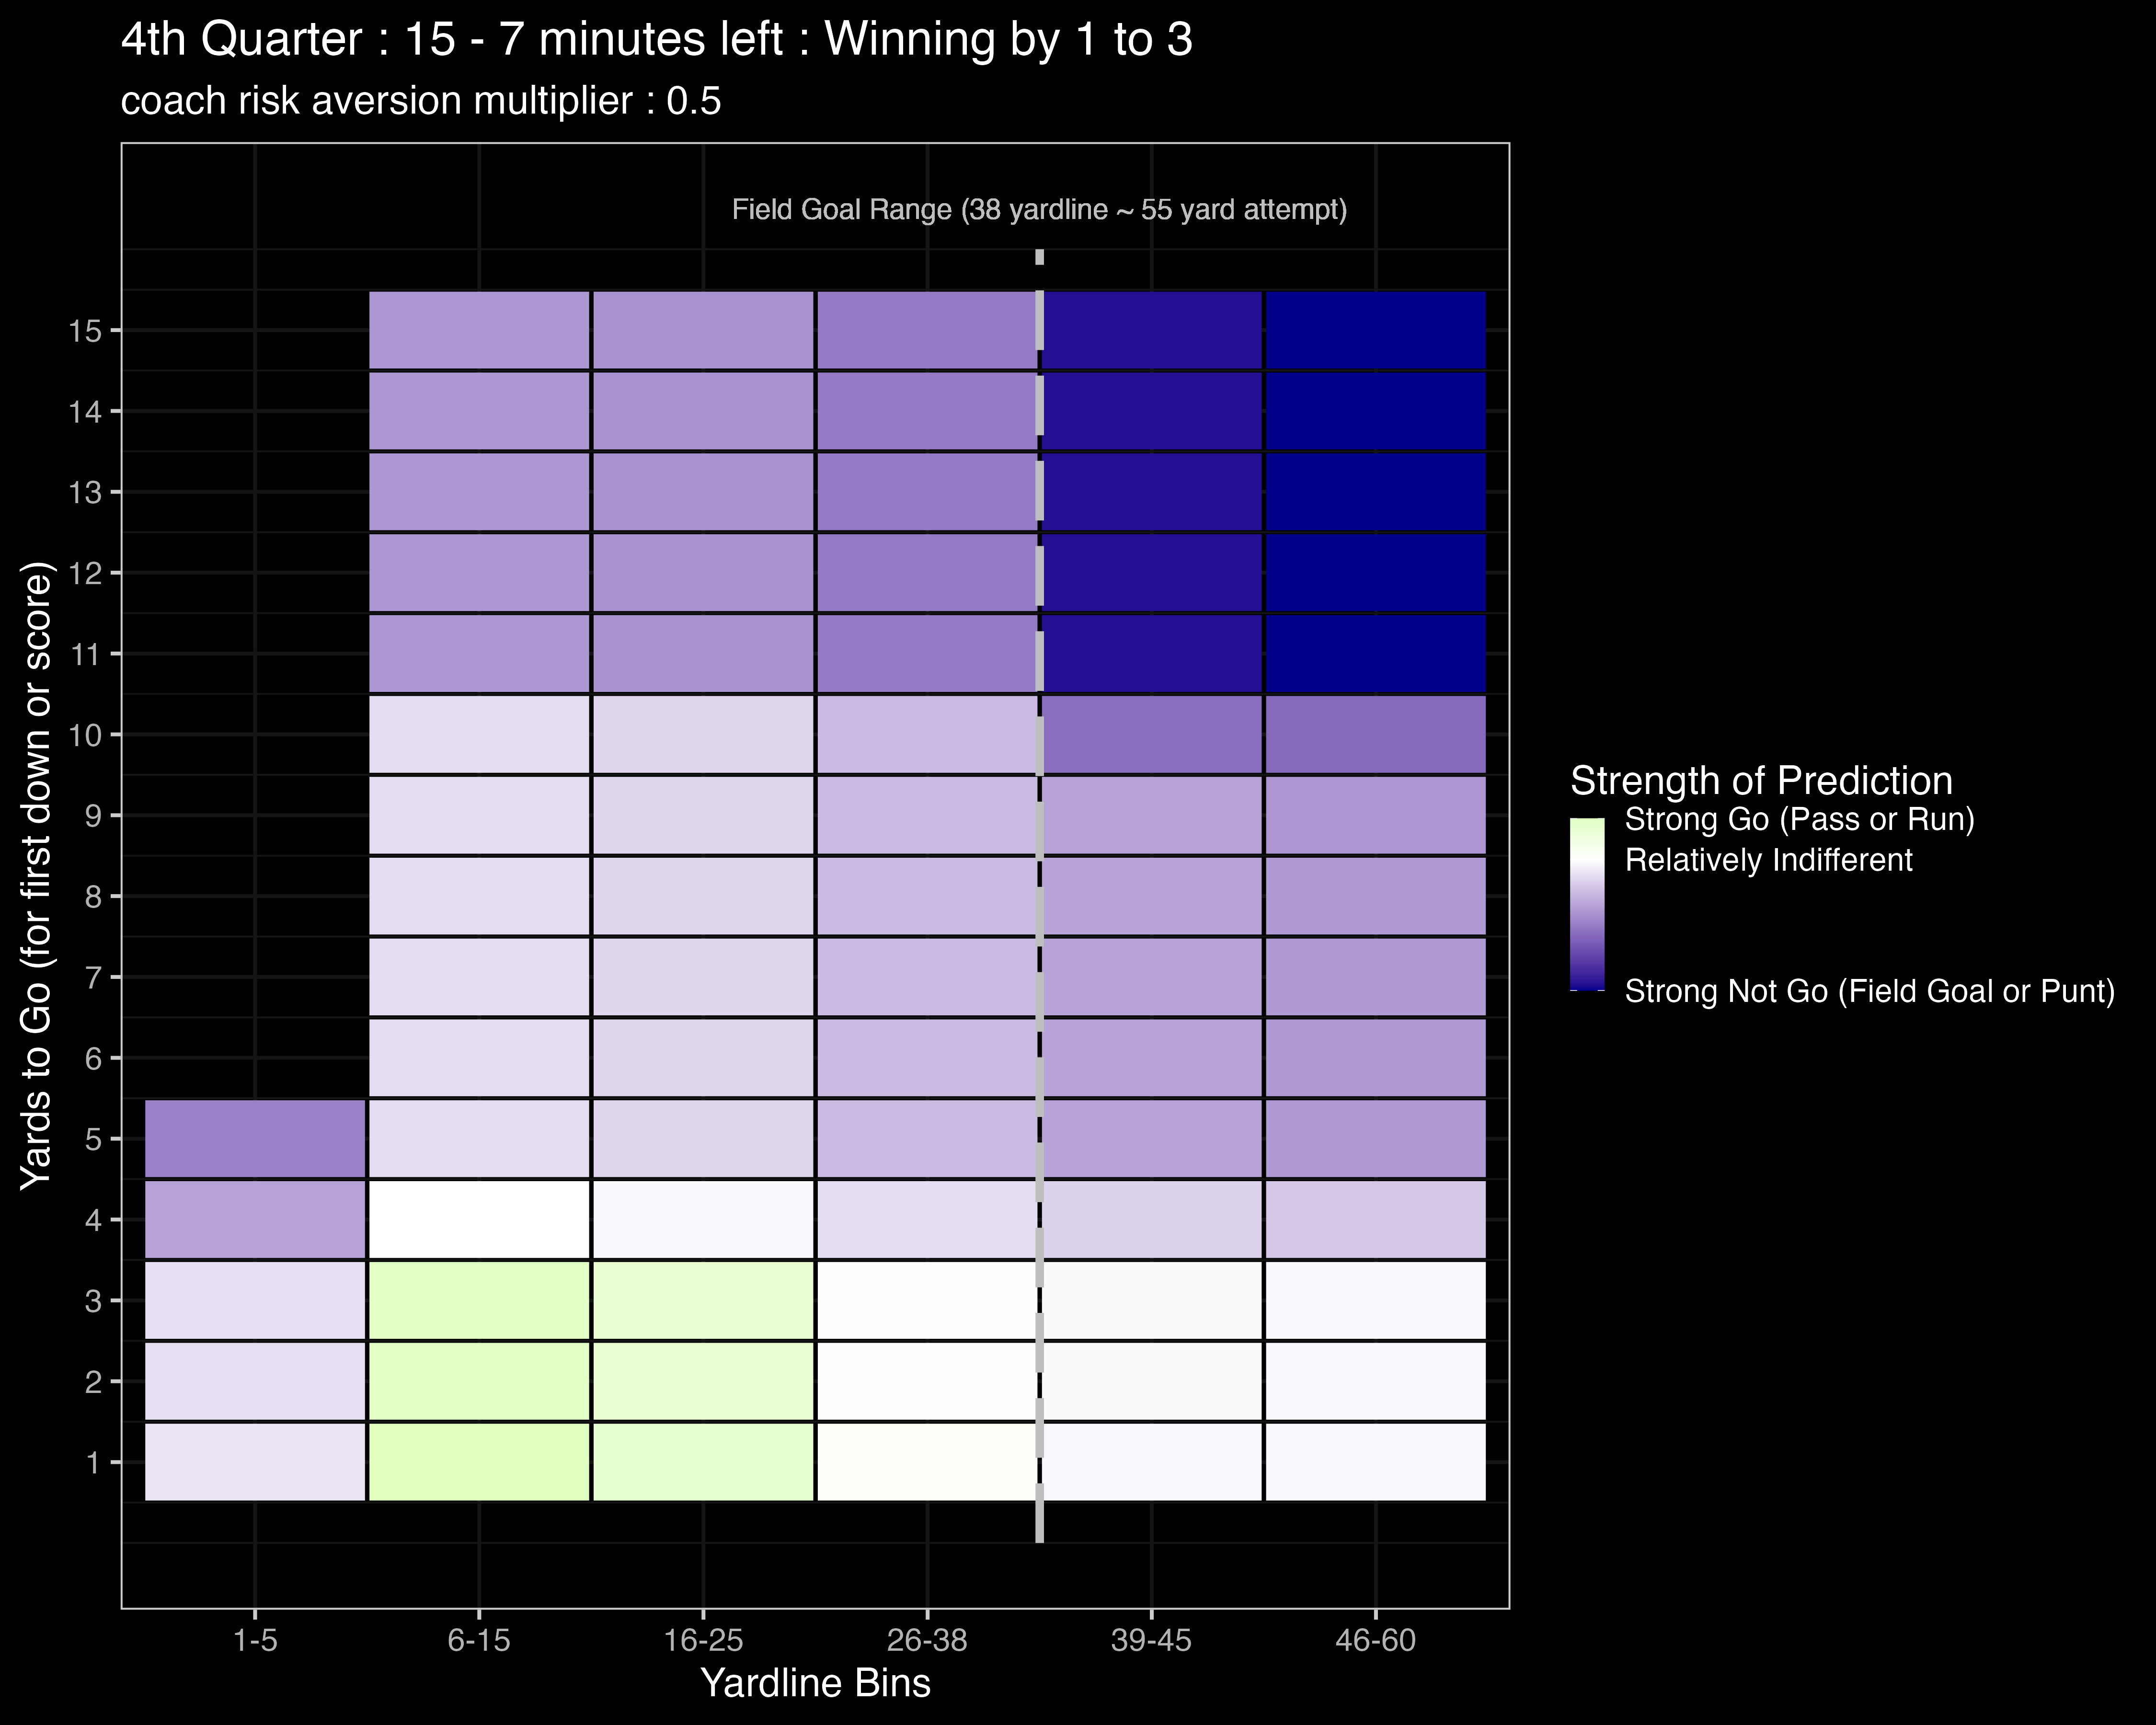 4th Quarter : 15 - 7 minutes left : Winning by 1 to 3
coach risk aversion multiplier : 0.5
Field Goal Range (38 yardline ~ 55 yard attempt)
Yards to Go (for first down or score)
15
14
13
12
11
10
9
8
7
6
5
4
3
2
1
1-5
6-15
16-25
26-38
39-45
46-60
Yardline Bins
Strength of Prediction
Strong Go (Pass or Run)
Relatively Indifferent
Strong Not Go (Field Goal or Punt)